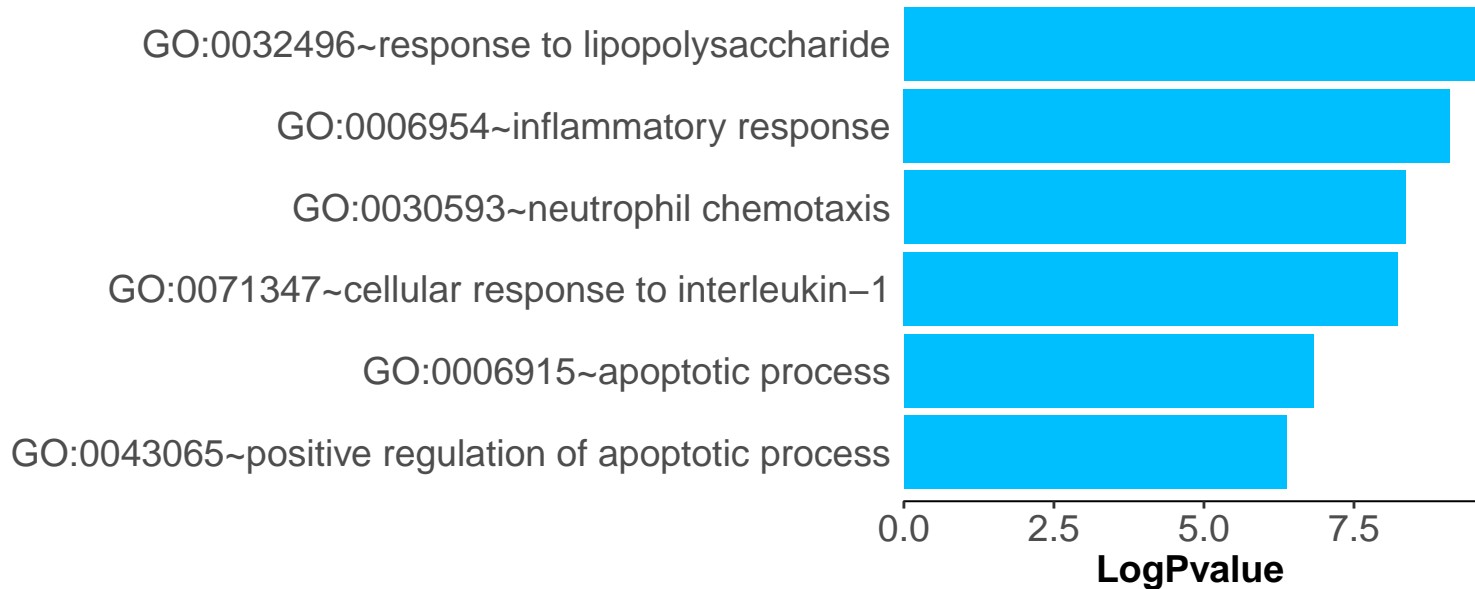 GO:0032496~response to lipopolysaccharide
GO:0006954~inflammatory response
GO:0030593~neutrophil chemotaxis
GO:0071347~cellular response to interleukin−1
GO:0006915~apoptotic process
GO:0043065~positive regulation of apoptotic process
0.0 2.5 5.0 7.5
LogPvalue